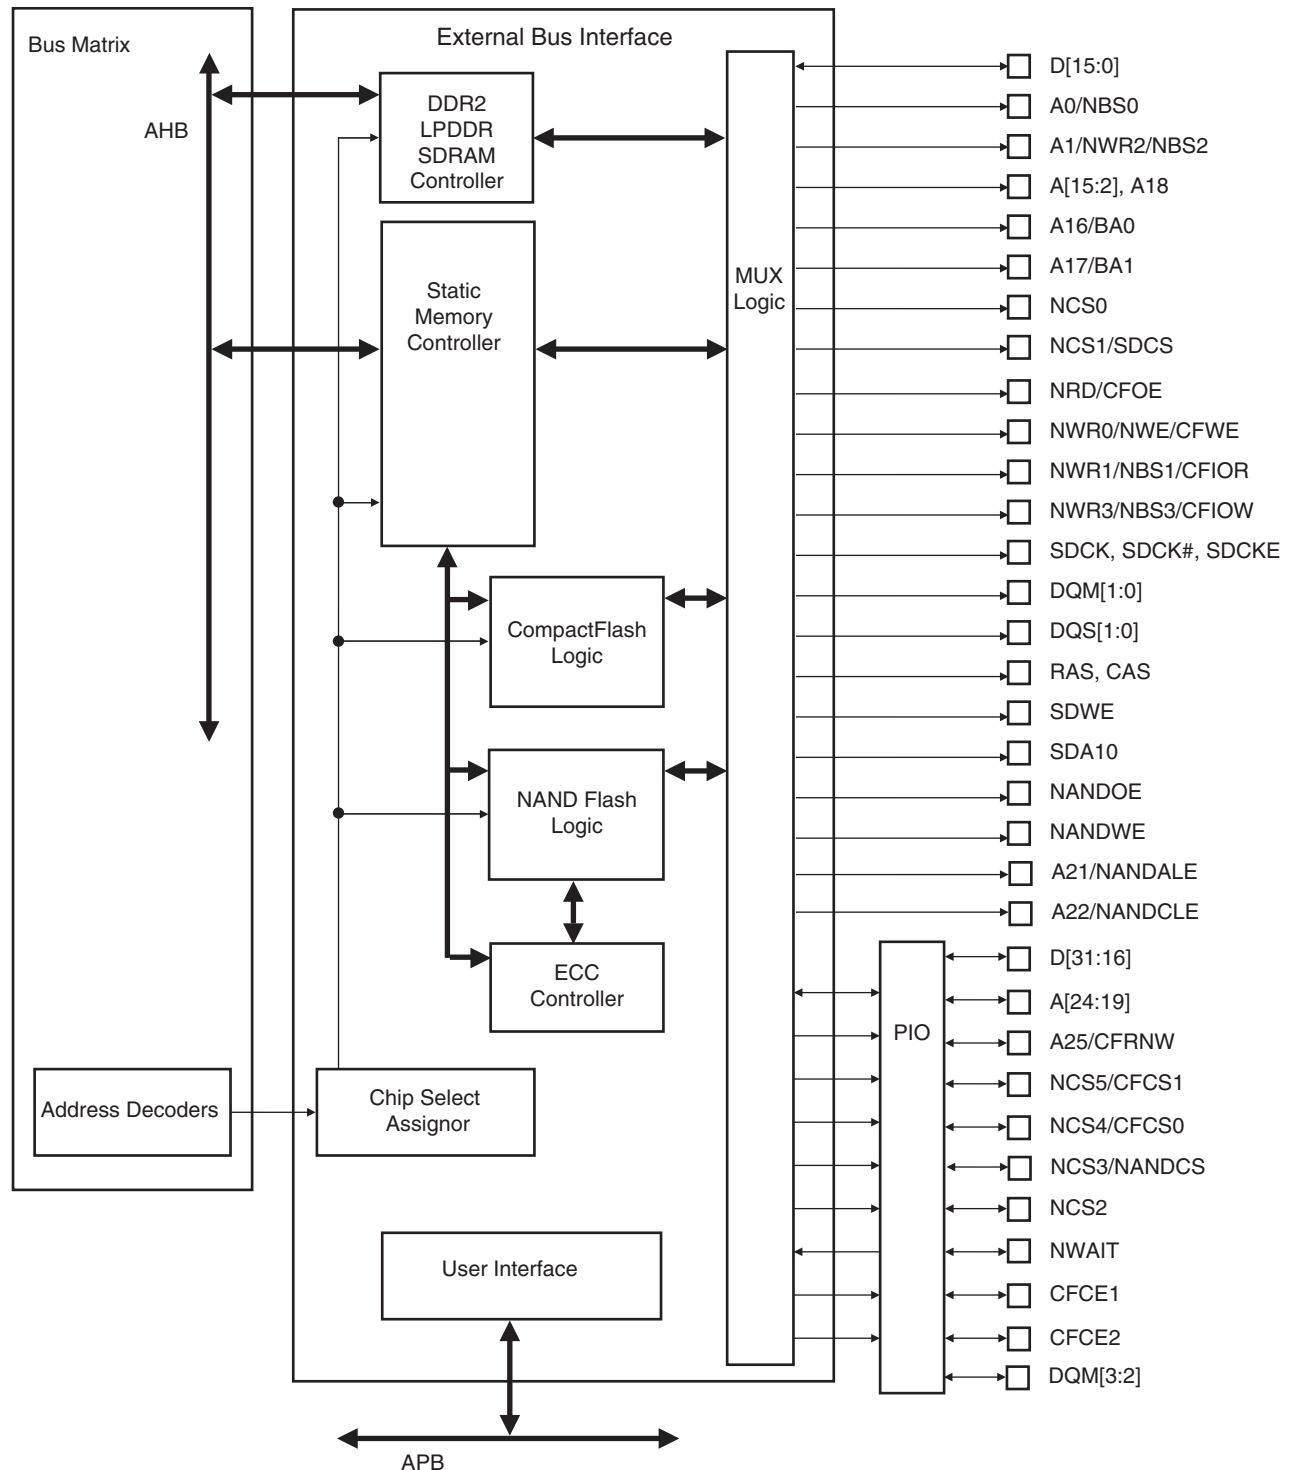 Bus Matrix
AHB
Address Decoders
External Bus Interface
DDR2
LPDDR
SDRAM
Controller
Static
Memory
Controller
CompactFlash
Logic
NAND Flash
Logic
ECC
Controller
Chip Select
Assignor
User Interface
APB
MUX
Logic
PIO
D[15:0]
A0/NBS0
A1/NWR2/NBS2
A[15:2], A18
A16/BA0
A17/BA1
NCS0
NCS1/SDCS
NRD/CFOE
NWR0/NWE/CFWE
NWR1/NBS1/CFIOR
NWR3/NBS3/CFIOW
SDCK, SDCK#, SDCKE
DQM[1:0]
DQS[1:0]
RAS, CAS
SDWE
SDA10
NANDOE
NANDWE
A21/NANDALE
A22/NANDCLE
D[31:16]
A[24:19]
A25/CFRNW
NCS5/CFCS1
NCS4/CFCS0
NCS3/NANDCS
NCS2
NWAIT
CFCE1
CFCE2
DQM[3:2]